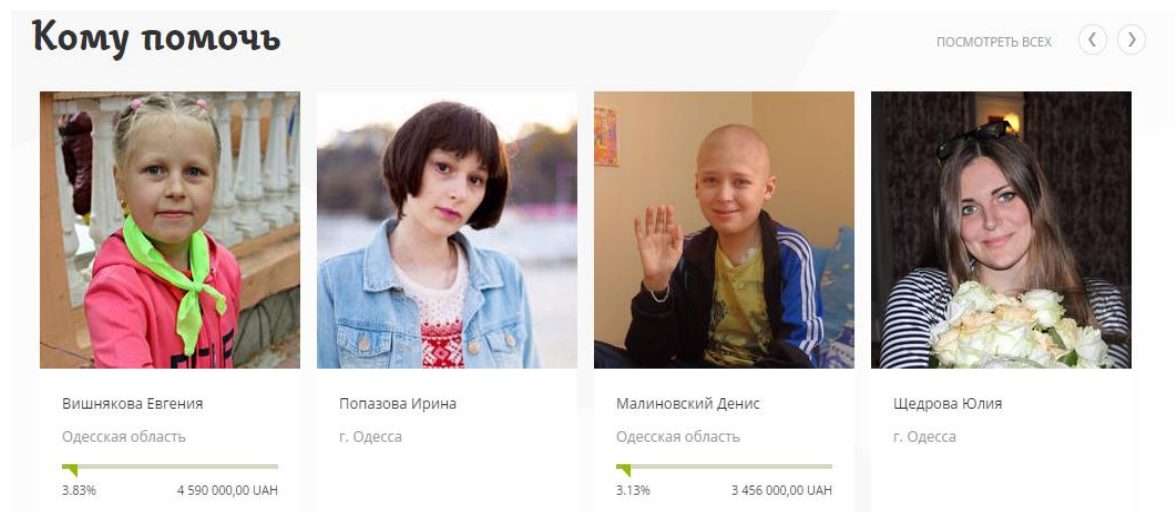 Кому помочь
ПОСМОТРЕТЬ ВСЕХ
Вишнякова Евгения
Одесская область
3.83% 4 590 000,00 UAH
Попазова Ирина
г. Одесса
Малиновский Денис
Одесская область
3.13% 3 456 000,00 UAH
Щедрова Юлия
г. Одесса